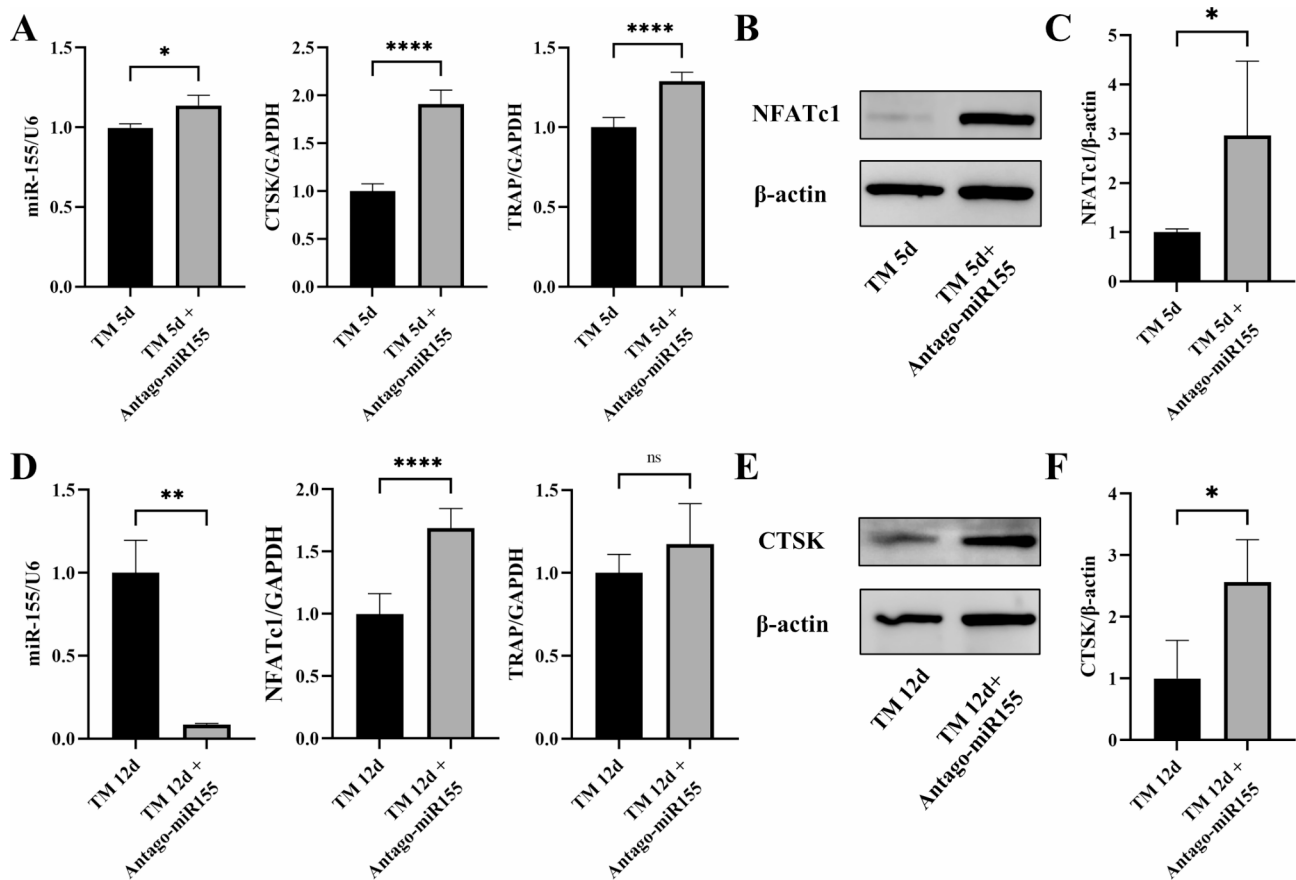 A
miR-155/U6
1.5
1.0
0.5
0.0
*
TM 5d
TM 5d +
Antago-miR155
CTSK/GAPDH
2.5
2.0
1.5
1.0
0.5
0.0
****
TM 5d
TM 5d +
Antago-miR155
TRAP/GAPDH
1.5
1.0
0.5
0.0
****
TM 5d
TM 5d +
Antago-miR155
B
NFATc1
β-actin
TM 5d
TM 5d+
Antago-miR155
C
NFATc1/β-actin
5
4
3
2
1
0
*
TM 5d
TM 5d +
Antago-miR155
D
miR-155/U6
1.5
1.0
0.5
0.0
**
TM 12d
TM 12d +
Antago-miR155
NFATc1/GAPDH
2.0
1.5
1.0
0.5
0.0
****
TM 12d
TM 12d +
Antago-miR155
TRAP/GAPDH
1.5
1.0
0.5
0.0
ns
TM 12d
TM 12d +
Antago-miR155
E
CTSK
β-actin
TM 12d
TM 12d+
Antago-miR155
F
CTSK/β-actin
4
3
2
1
0
*
TM 12d
TM 12d +
Antago-miR155